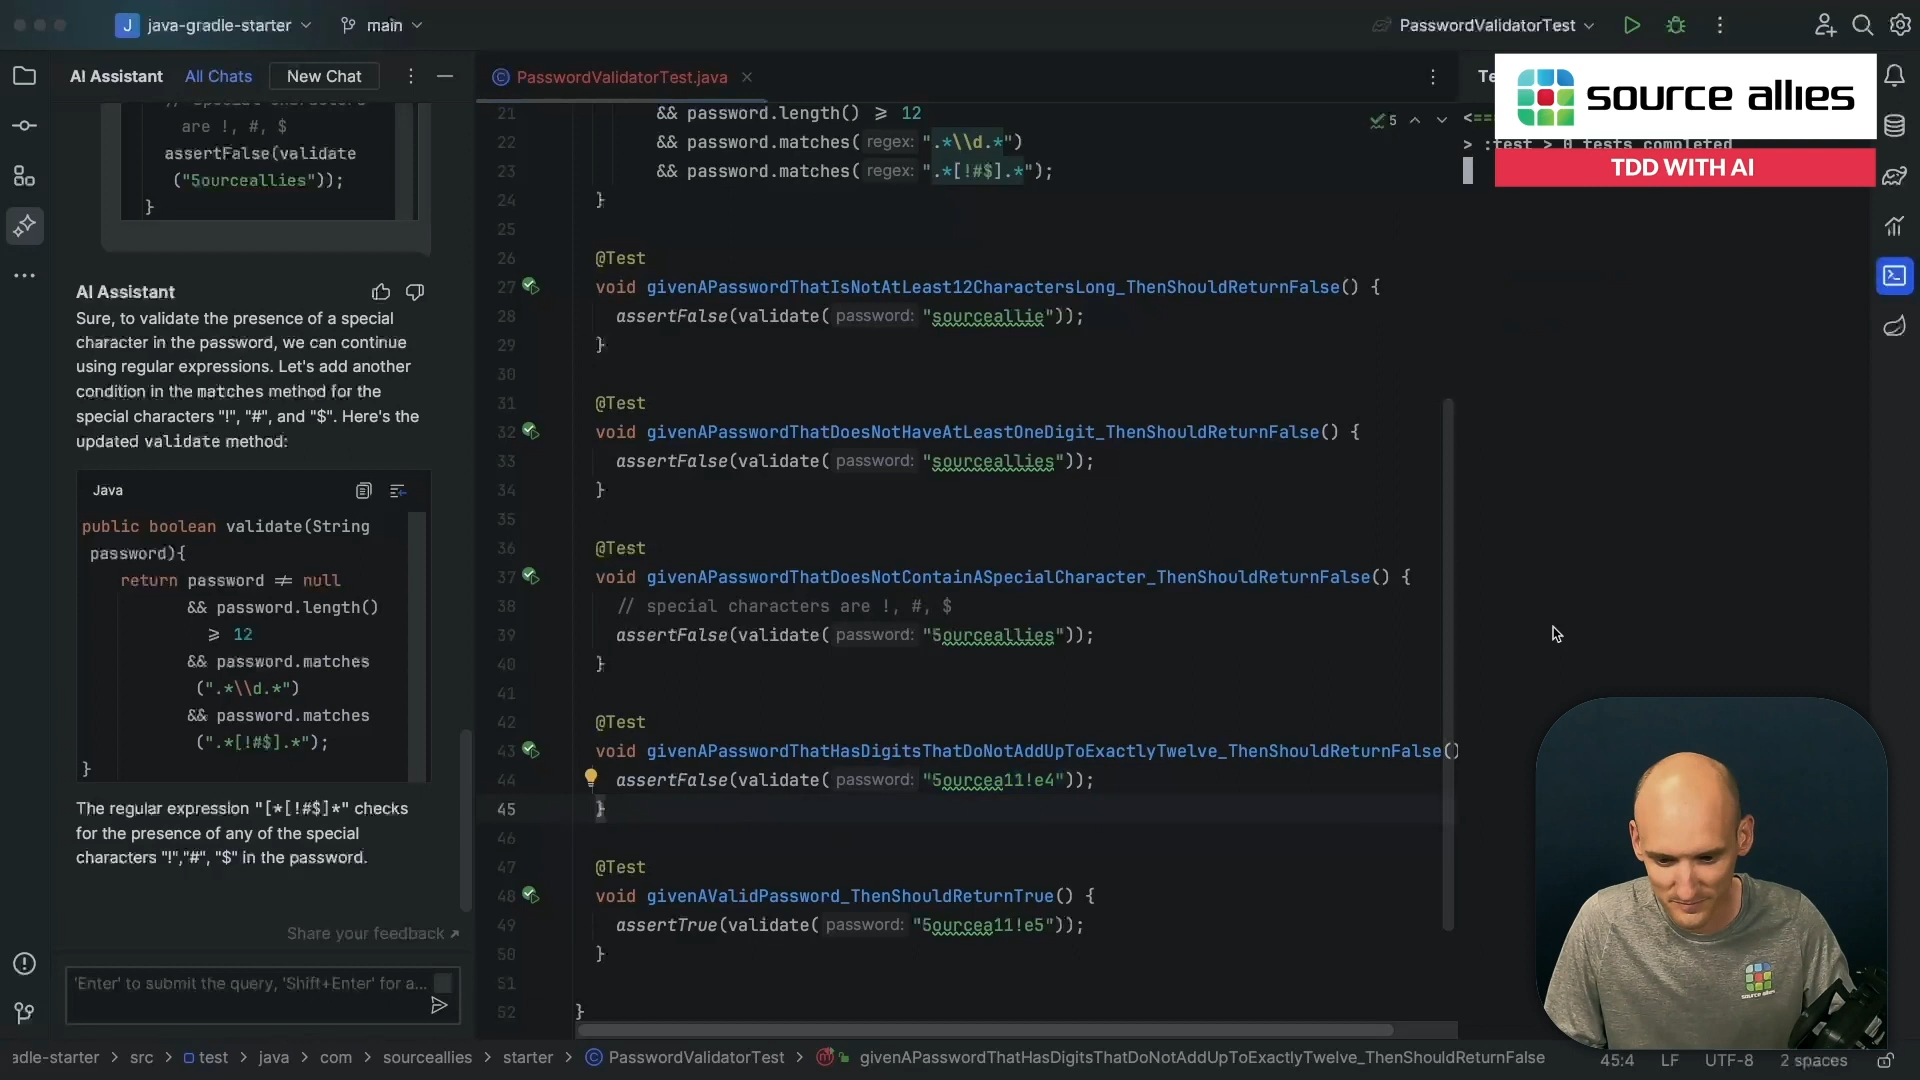 J java-gradle-starter
main
PasswordValidatorTest
AI Assistant
All Chats
New Chat
PasswordValidatorTest.java
source allies
TDD WITH AI
> :test > 0 tests completed
5
are !, #, $
assertFalse(validate
("5ourceallies"));
}
AI Assistant
Sure, to validate the presence of a special
character in the password, we can continue
using regular expressions. Let's add another
condition in the matches method for the
special characters "!", "#", and "$". Here's the
updated validate method:
Java
public boolean validate(String
password){
return password ≠ null
&& password.length()
≥ 12
&& password.matches
(".*\\d.*")
&& password.matches
(".*[!#$].*");
}
The regular expression "[*[!#$]*" checks
for the presence of any of the special
characters "!","#", "$" in the password.
Share your feedback ↗
'Enter' to submit the query, 'Shift+Enter' for a...
21 && password.length() ≥ 12
22 && password.matches( regex: ".*\\d.*")
23 && password.matches( regex: ".*[!#$].*");
24 }
25
26 @Test
27 void givenAPasswordThatIsNotAtLeast12CharactersLong_ThenShouldReturnFalse() {
28 assertFalse(validate( password: "sourceallie"));
29 }
30
31 @Test
32 void givenAPasswordThatDoesNotHaveAtLeastOneDigit_ThenShouldReturnFalse() {
33 assertFalse(validate( password: "sourceallies"));
34 }
35
36 @Test
37 void givenAPasswordThatDoesNotContainASpecialCharacter_ThenShouldReturnFalse() {
38 // special characters are !, #, $
39 assertFalse(validate( password: "5ourceallies"));
40 }
41
42 @Test
43 void givenAPasswordThatHasDigitsThatDoNotAddUpToExactlyTwelve_ThenShouldReturnFalse()
44 assertFalse(validate( password: "5ourcea11!e4"));
45 }
46
47 @Test
48 void givenAValidPassword_ThenShouldReturnTrue() {
49 assertTrue(validate( password: "5ourcea11!e5"));
50 }
51
52 }
source allies
adle-starter > src > test > java > com > sourceallies > starter > PasswordValidatorTest > givenAPasswordThatHasDigitsThatDoNotAddUpToExactlyTwelve_ThenShouldReturnFalse
45:4 LF UTF-8 2 spaces